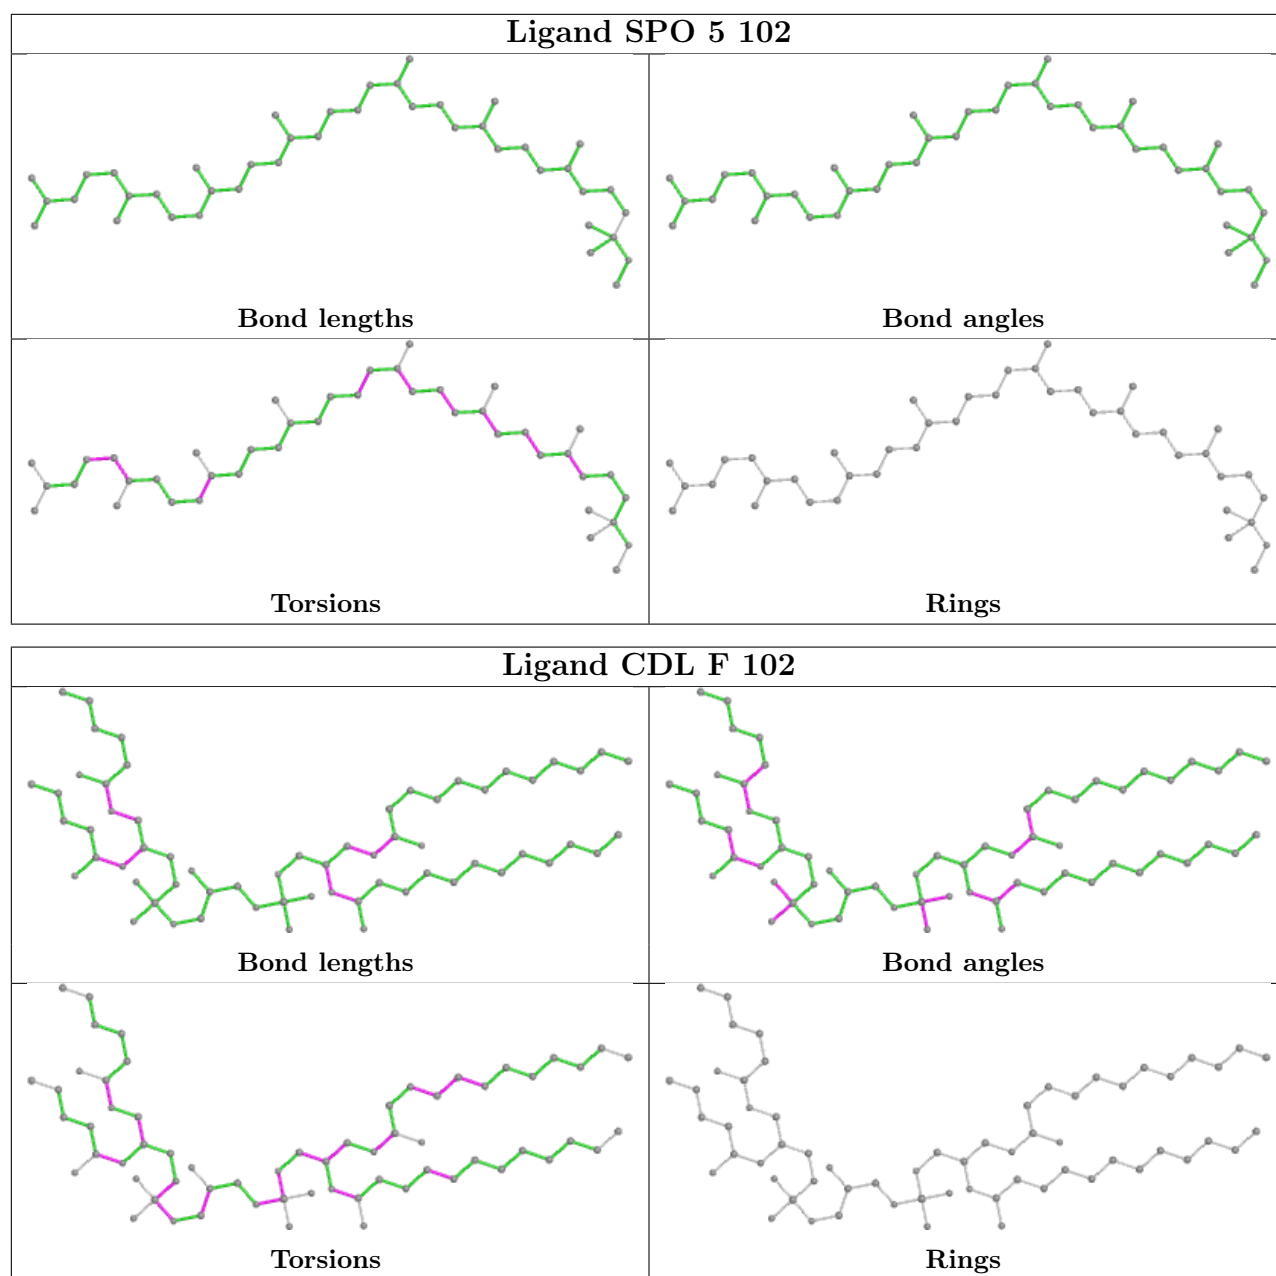 Ligand SPO 5 102
Bond lengths
Bond angles
Torsions
Rings
Ligand CDL F 102
Bond lengths
Bond angles
Torsions
Rings